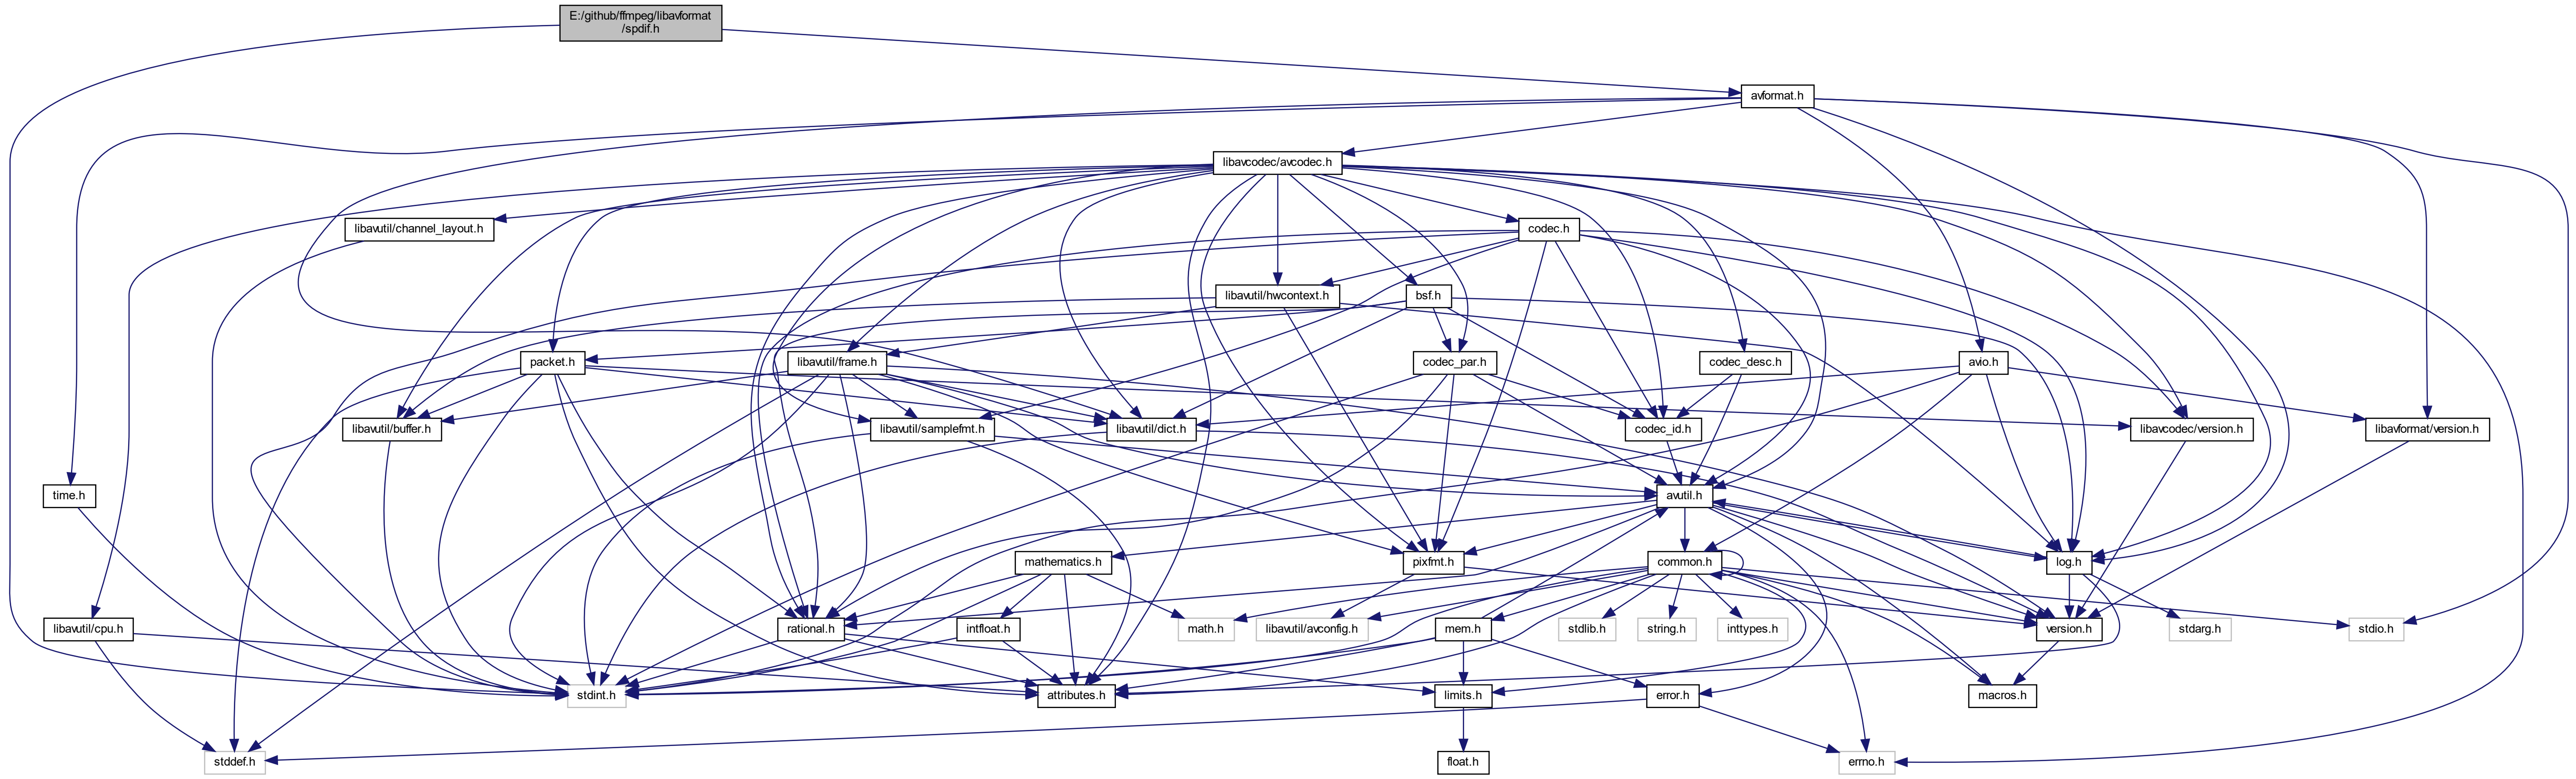 E:/github/ffmpeg/libavformat
/spdif.h
avformat.h
libavcodec/avcodec.h
libavutil/channel_layout.h
codec.h
libavutil/hwcontext.h
bsf.h
packet.h
libavutil/frame.h
codec_par.h
codec_desc.h
avio.h
libavutil/buffer.h
libavutil/samplefmt.h
libavutil/dict.h
codec_id.h
libavcodec/version.h
libavformat/version.h
time.h
avutil.h
mathematics.h
pixfmt.h
common.h
log.h
libavutil/cpu.h
rational.h
intfloat.h
math.h
libavutil/avconfig.h
mem.h
stdlib.h
string.h
inttypes.h
version.h
stdarg.h
stdio.h
stdint.h
attributes.h
limits.h
error.h
macros.h
stddef.h
float.h
errno.h